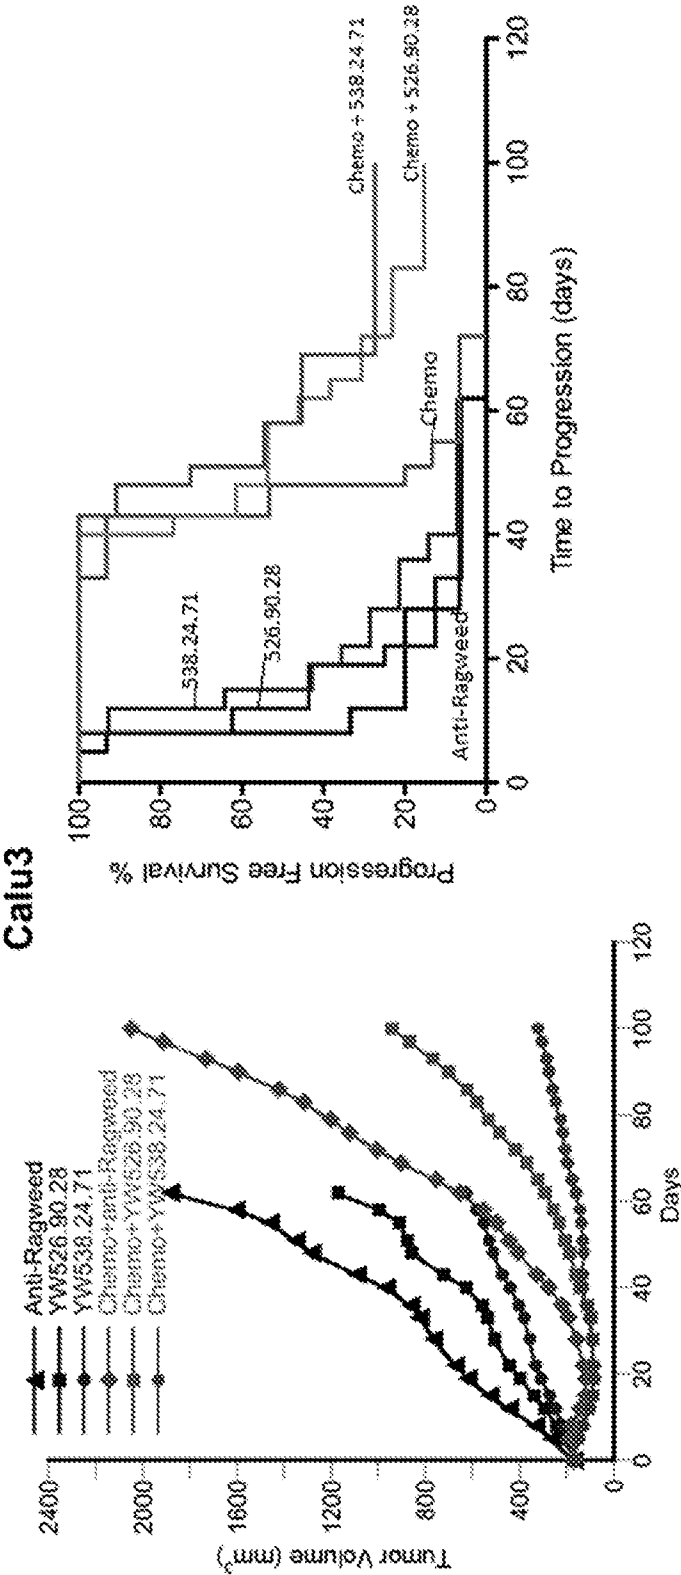 Calu3
Anti-Ragweed
YW526.90.28
YW538.24.71
Chemo+anti-Ragweed
Chemo+YW526.90.28
Chemo+YW538.24.71
Tumor Volume (mm³)
2400
2000
1600
1200
800
400
0
0 20 40 60 80 100 120
Days
Progression Free Survival %
100
80
60
40
20
0
538.24.71
526.90.28
Anti-Ragweed
Chemo
Chemo + 538.24.71
Chemo + 526.90.28
0 20 40 60 80 100 120
Time to Progression (days)